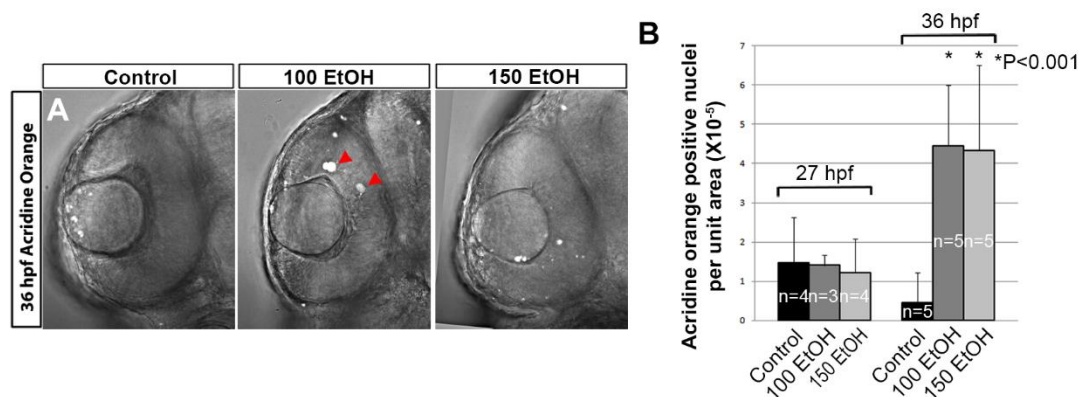 Control
100 EtOH
150 EtOH
A
36 hpf Acridine Orange
B
Acridine orange positive nuclei
per unit area (X10⁻⁵)
7
6
5
4
3
2
1
0
27 hpf
36 hpf
* * *P<0.001
n=4 n=3 n=4
n=5 n=5 n=5
Control
100 EtOH
150 EtOH
Control
100 EtOH
150 EtOH